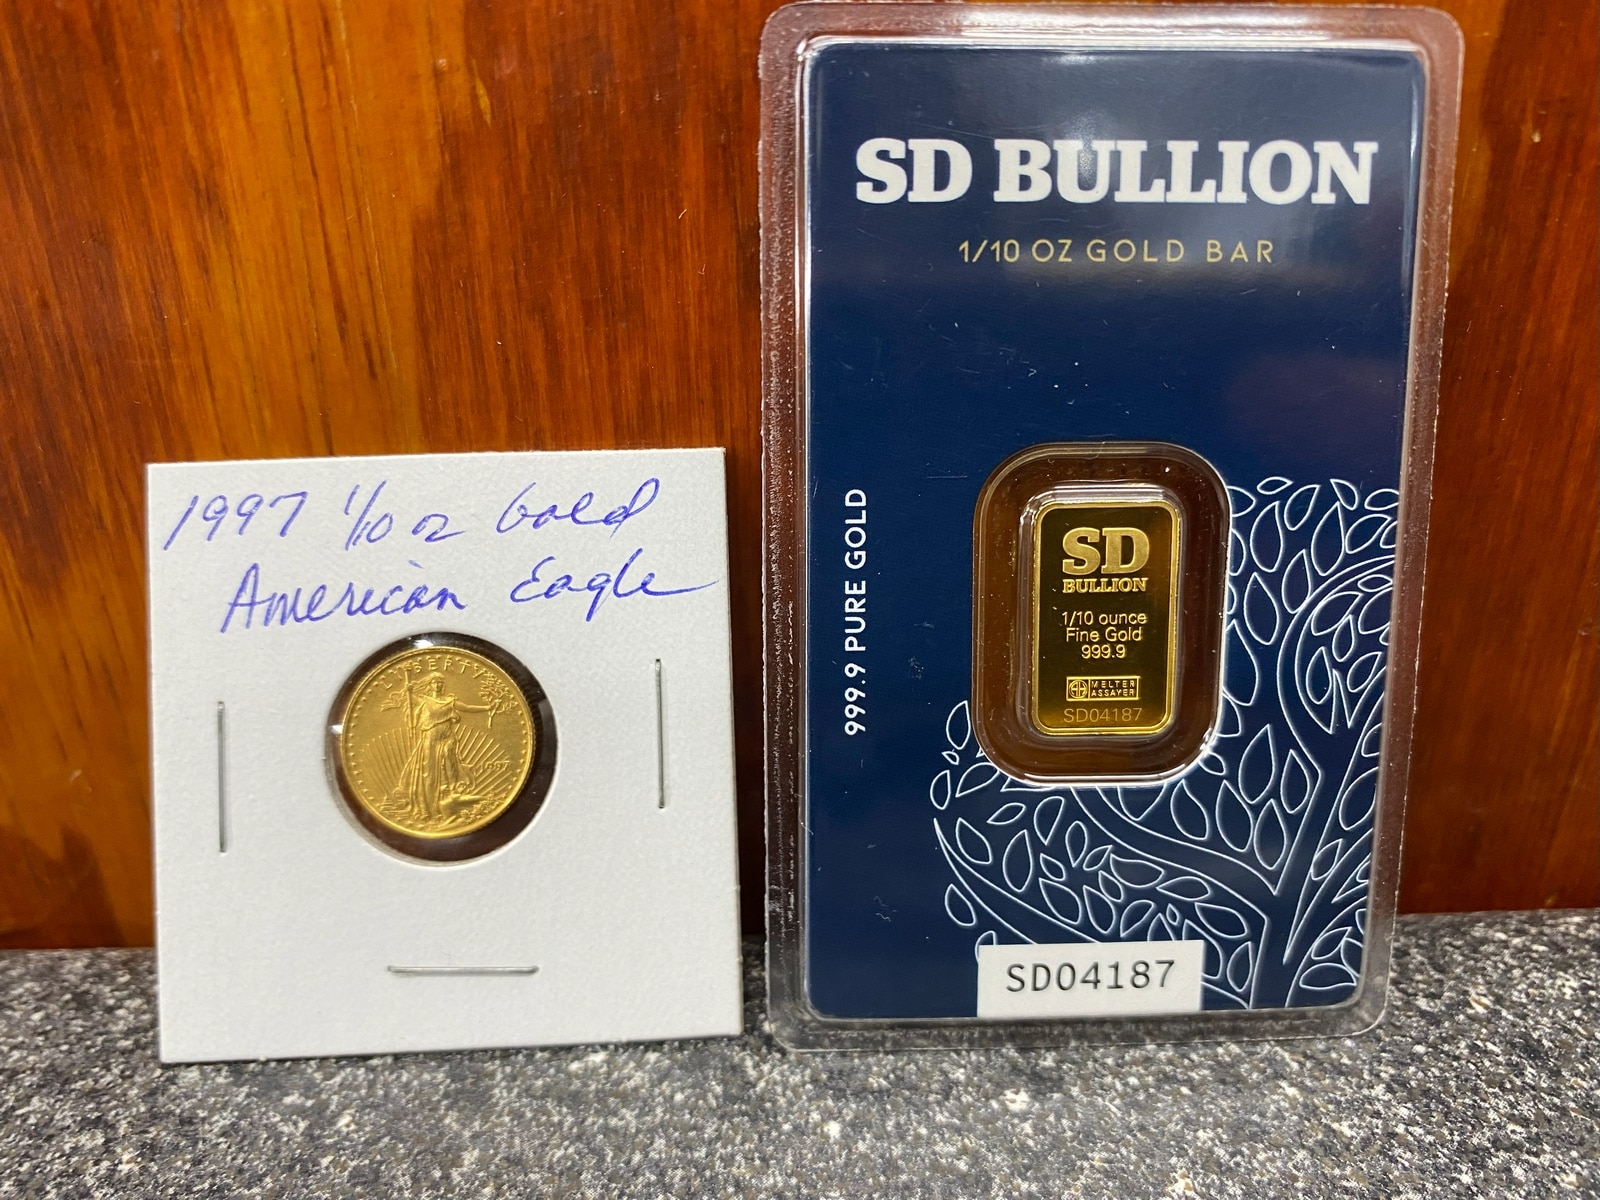 1997 1/10 oz Gold
American Eagle
LIBERTY
1997
SD BULLION
1/10 OZ GOLD BAR
999.9 PURE GOLD
SD
BULLION
1/10 ounce
Fine Gold
999.9
MELTER
ASSAYER
SD04187
SD04187